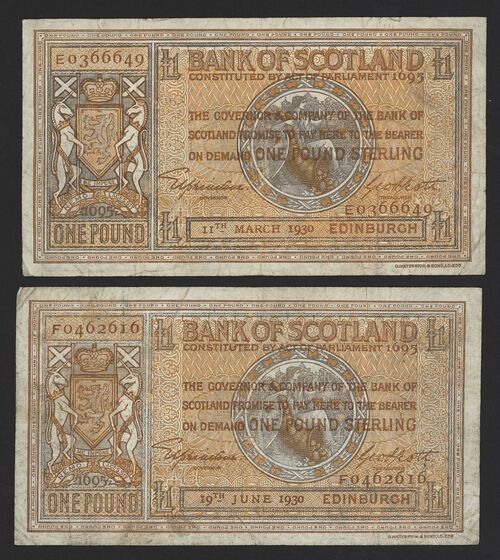 E0366649
BANK OF SCOTLAND
£1 £1
CONSTITUTED BY ACT OF PARLIAMENT 1695
THE GOVERNOR & COMPANY OF THE BANK OF
SCOTLAND PROMISE TO PAY HERE TO THE BEARER
ON DEMAND ONE POUND STERLING
GOVERNOR
E0366649
1695
ONE POUND
£1 £1
11TH MARCH 1930 EDINBURGH
F0462616
BANK OF SCOTLAND
£1 £1
CONSTITUTED BY ACT OF PARLIAMENT 1695
THE GOVERNOR & COMPANY OF THE BANK OF
SCOTLAND PROMISE TO PAY HERE TO THE BEARER
ON DEMAND ONE POUND STERLING
GOVERNOR
F0462616
1695
ONE POUND
£1 £1
19TH JUNE 1930 EDINBURGH